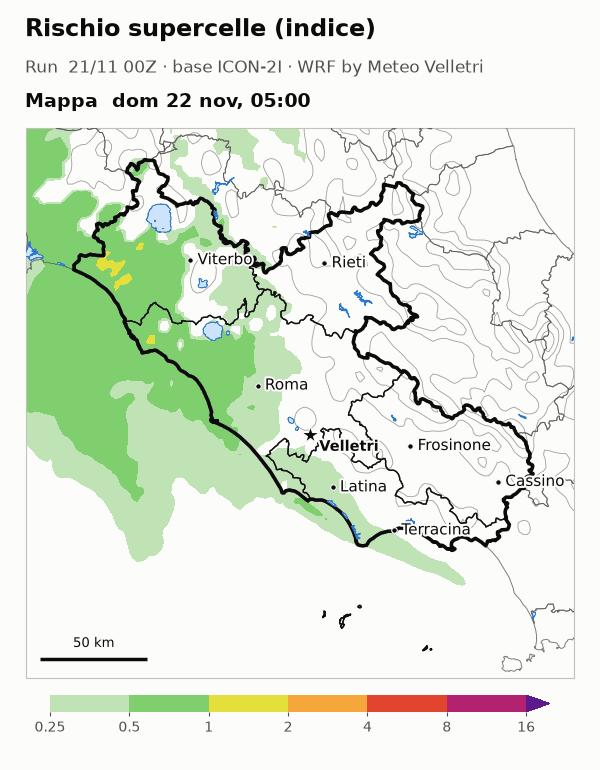 Rischio supercelle (indice)
Run  21/11 00Z · base ICON-2I · WRF by Meteo Velletri
Mappa  dom 22 nov, 05:00
Viterbo
Rieti
Roma
Velletri
Frosinone
Cassino
Latina
Terracina
50 km
0.25 0.5 1 2 4 8 16